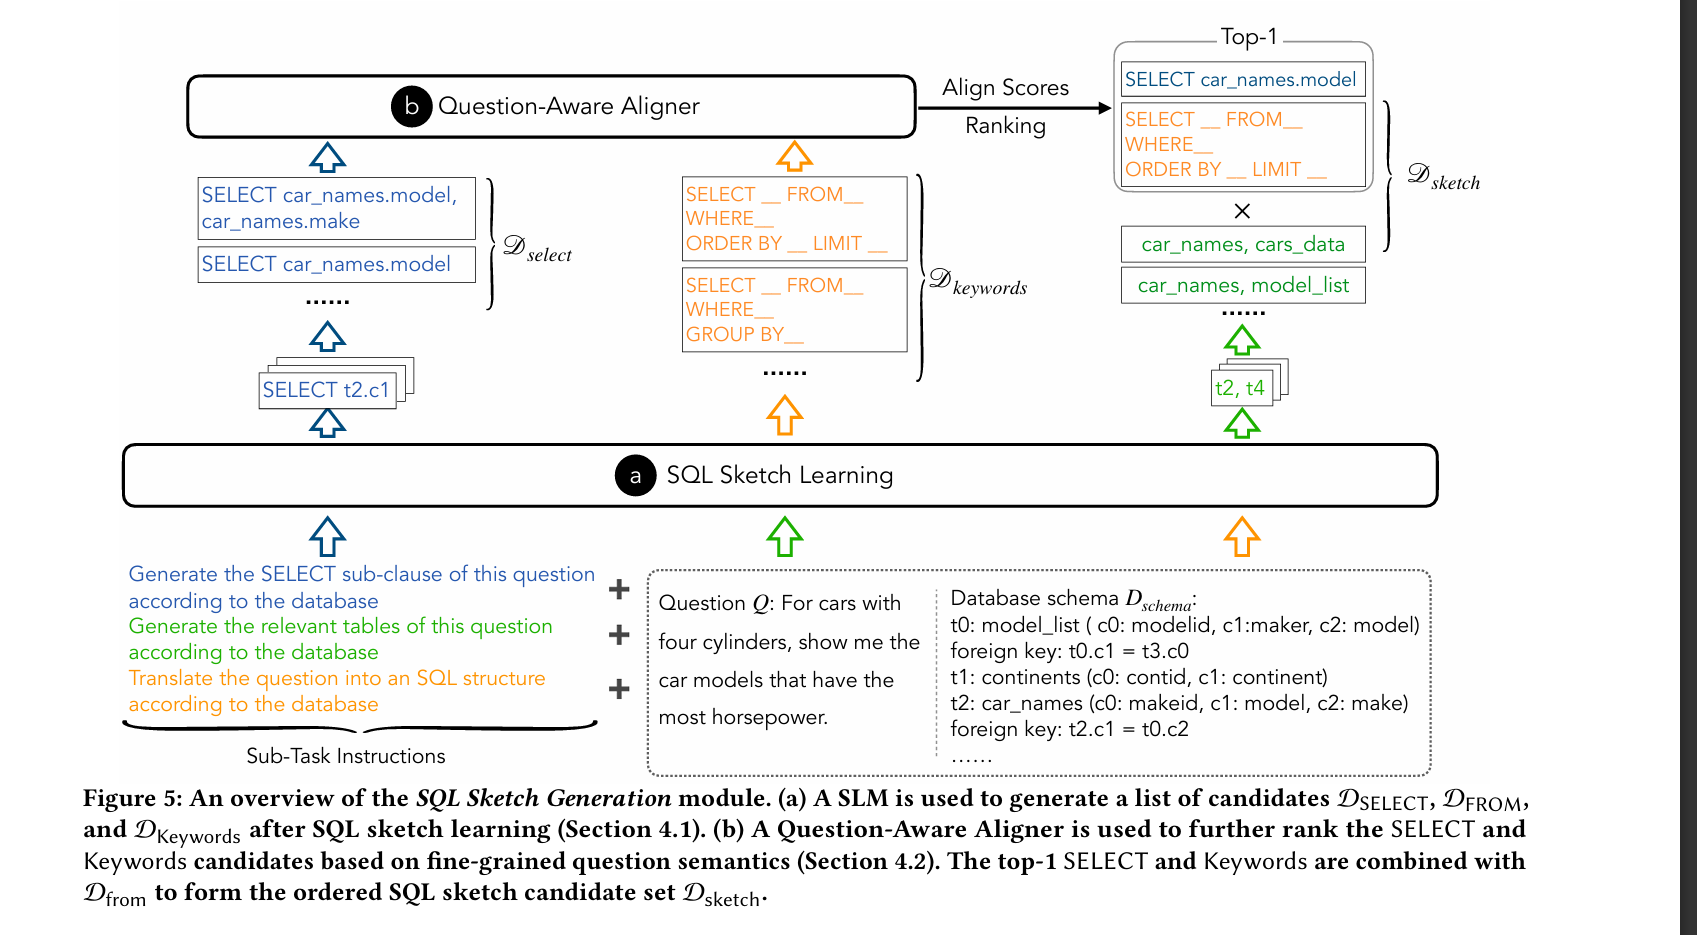 Top-1
SELECT car_names.model
b Question-Aware Aligner
Align Scores
Ranking
SELECT __ FROM__
WHERE__
ORDER BY __ LIMIT __
𝒟sketch
×
car_names, cars_data
car_names, model_list
......
SELECT car_names.model,
car_names.make
SELECT car_names.model
......
𝒟select
SELECT __ FROM__
WHERE__
ORDER BY __ LIMIT __
SELECT __ FROM__
WHERE__
GROUP BY__
......
𝒟keywords
SELECT t2.c1
t2, t4
a SQL Sketch Learning
Generate the SELECT sub-clause of this question
according to the database
Generate the relevant tables of this question
according to the database
Translate the question into an SQL structure
according to the database
Sub-Task Instructions
+
+
+
Question Q: For cars with
four cylinders, show me the
car models that have the
most horsepower.
Database schema Dschema:
t0: model_list ( c0: modelid, c1:maker, c2: model)
foreign key: t0.c1 = t3.c0
t1: continents (c0: contid, c1: continent)
t2: car_names (c0: makeid, c1: model, c2: make)
foreign key: t2.c1 = t0.c2
......
Figure 5: An overview of the SQL Sketch Generation module. (a) A SLM is used to generate a list of candidates 𝒟SELECT, 𝒟FROM,
and 𝒟Keywords after SQL sketch learning (Section 4.1). (b) A Question-Aware Aligner is used to further rank the SELECT and
Keywords candidates based on fine-grained question semantics (Section 4.2). The top-1 SELECT and Keywords are combined with
𝒟from to form the ordered SQL sketch candidate set 𝒟sketch.